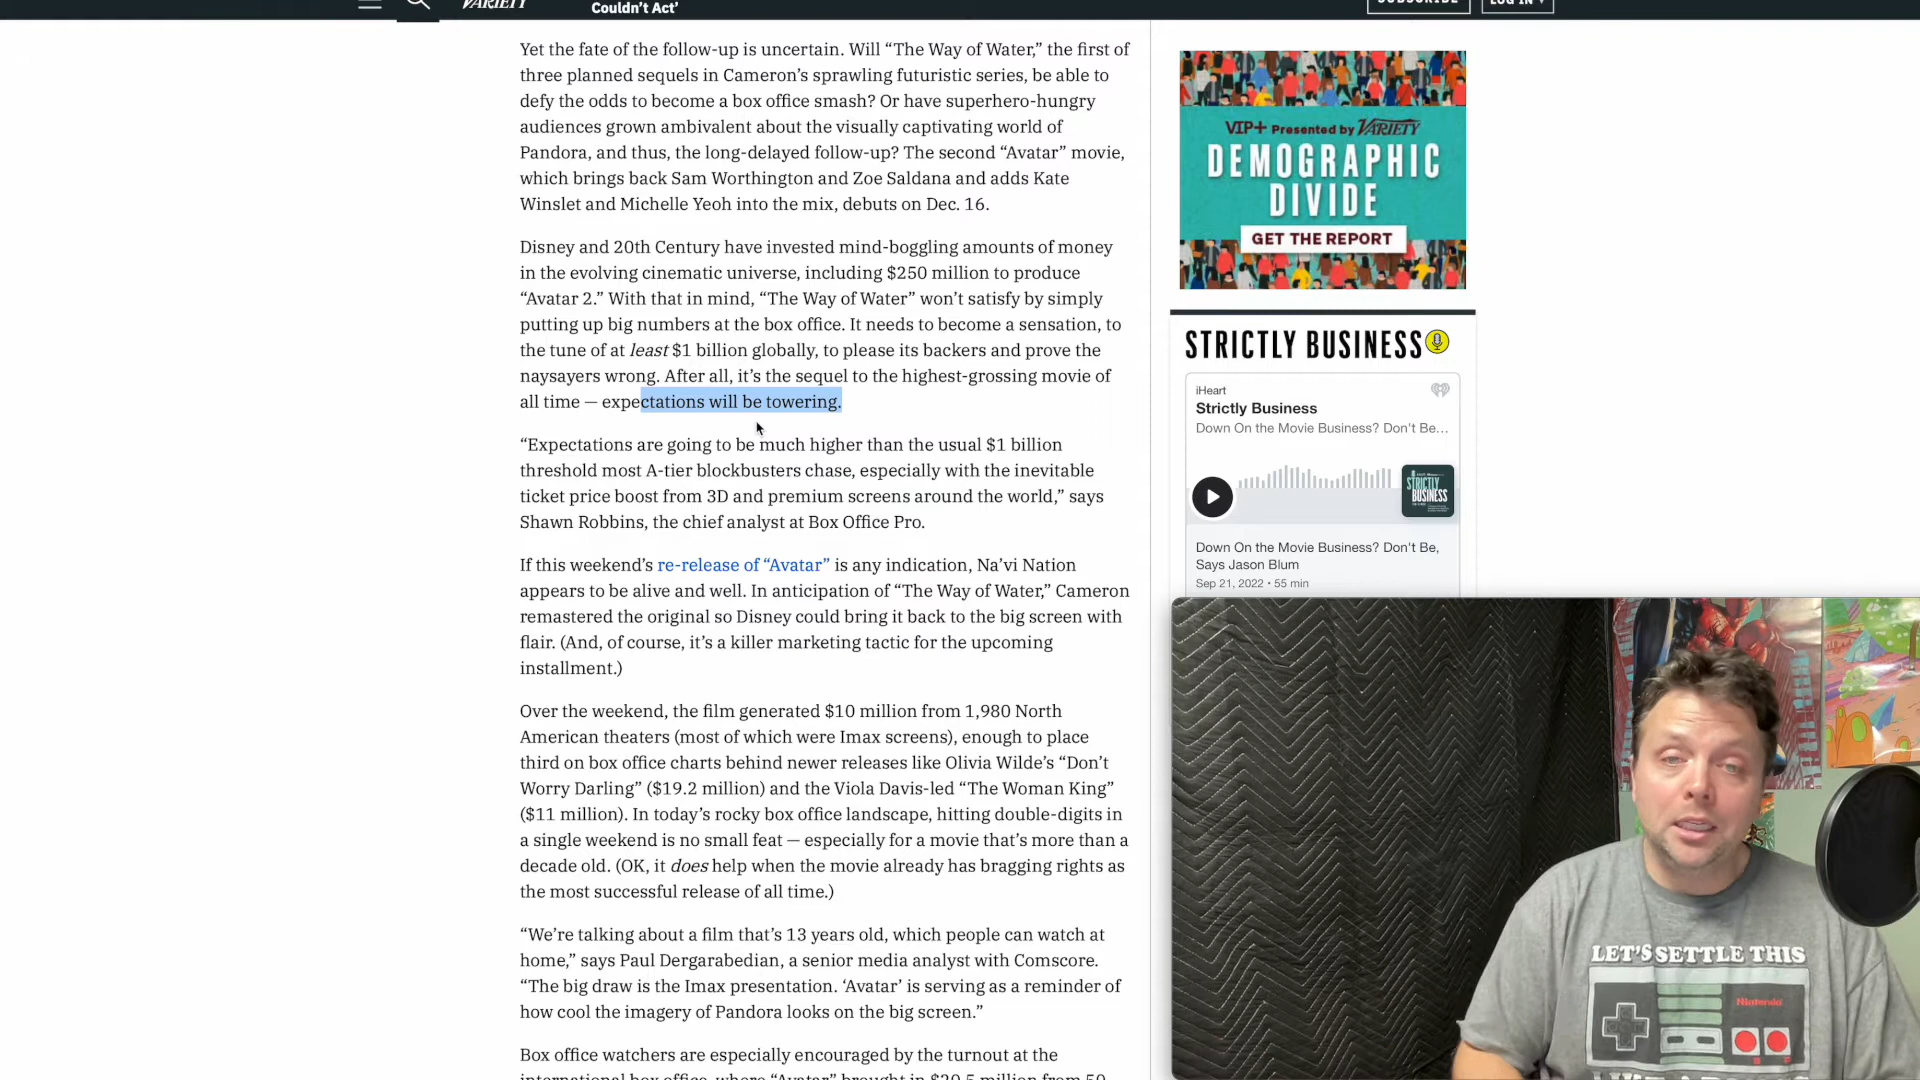 VARIETY
Couldn't Act'
SUBSCRIBE
LOG IN
Yet the fate of the follow-up is uncertain. Will “The Way of Water,” the first of
three planned sequels in Cameron’s sprawling futuristic series, be able to
defy the odds to become a box office smash? Or have superhero-hungry
audiences grown ambivalent about the visually captivating world of
Pandora, and thus, the long-delayed follow-up? The second “Avatar” movie,
which brings back Sam Worthington and Zoe Saldana and adds Kate
Winslet and Michelle Yeoh into the mix, debuts on Dec. 16.
Disney and 20th Century have invested mind-boggling amounts of money
in the evolving cinematic universe, including $250 million to produce
“Avatar 2.” With that in mind, “The Way of Water” won’t satisfy by simply
putting up big numbers at the box office. It needs to become a sensation, to
the tune of at least $1 billion globally, to please its backers and prove the
naysayers wrong. After all, it’s the sequel to the highest-grossing movie of
all time — expectations will be towering.
“Expectations are going to be much higher than the usual $1 billion
threshold most A-tier blockbusters chase, especially with the inevitable
ticket price boost from 3D and premium screens around the world,” says
Shawn Robbins, the chief analyst at Box Office Pro.
If this weekend’s re-release of “Avatar” is any indication, Na’vi Nation
appears to be alive and well. In anticipation of “The Way of Water,” Cameron
remastered the original so Disney could bring it back to the big screen with
flair. (And, of course, it’s a killer marketing tactic for the upcoming
installment.)
Over the weekend, the film generated $10 million from 1,980 North
American theaters (most of which were Imax screens), enough to place
third on box office charts behind newer releases like Olivia Wilde’s “Don’t
Worry Darling” ($19.2 million) and the Viola Davis-led “The Woman King”
($11 million). In today’s rocky box office landscape, hitting double-digits in
a single weekend is no small feat — especially for a movie that’s more than a
decade old. (OK, it does help when the movie already has bragging rights as
the most successful release of all time.)
“We’re talking about a film that’s 13 years old, which people can watch at
home,” says Paul Dergarabedian, a senior media analyst with Comscore.
“The big draw is the Imax presentation. ‘Avatar’ is serving as a reminder of
how cool the imagery of Pandora looks on the big screen.”
Box office watchers are especially encouraged by the turnout at the
international box office, where “Avatar” brought in $20.5 million from 50
VIP+ Presented by VARIETY
DEMOGRAPHIC
DIVIDE
GET THE REPORT
STRICTLY BUSINESS
iHeart
Strictly Business
Down On the Movie Business? Don't Be...
STRICTLY
BUSINESS
Down On the Movie Business? Don't Be,
Says Jason Blum
Sep 21, 2022 • 55 min
LET'S SETTLE THIS
Nintendo